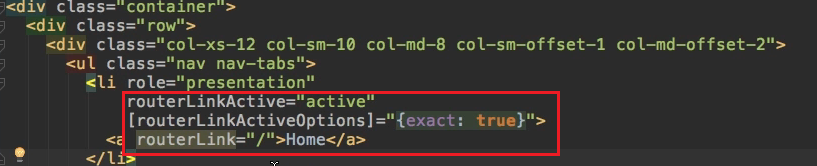 <div class="container">
<div class="row">
<div class="col-xs-12 col-sm-10 col-md-8 col-sm-offset-1 col-md-offset-2">
<ul class="nav nav-tabs">
<li role="presentation"
routerLinkActive="active"
[routerLinkActiveOptions]="{exact: true}">
<a routerLink="/">Home</a>
</li>